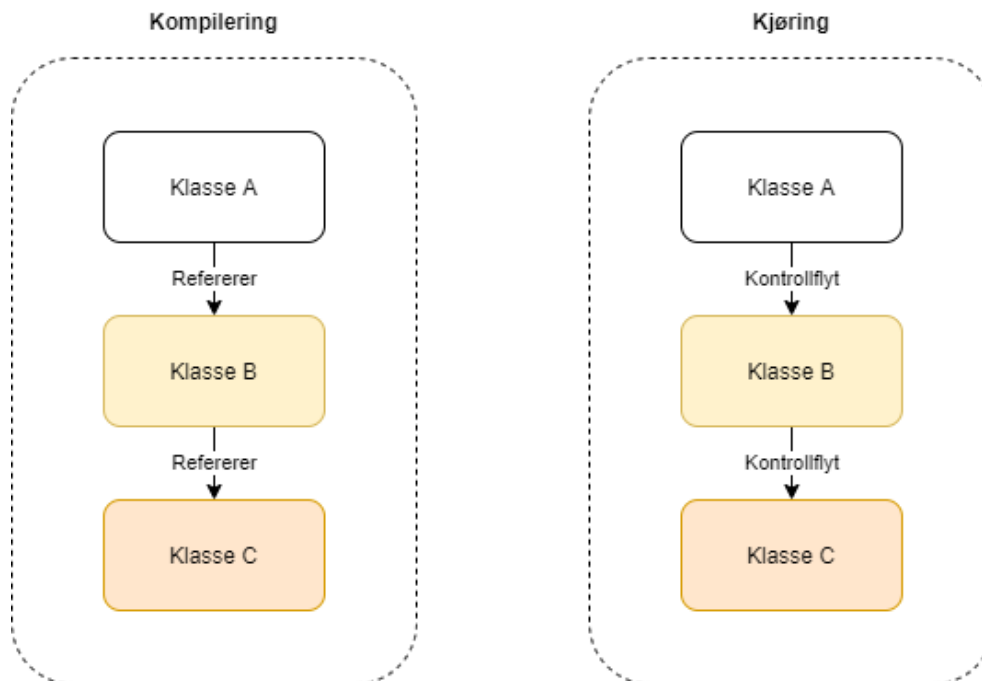 Kompilering
Klasse A
Refererer
Klasse B
Refererer
Klasse C
Kjøring
Klasse A
Kontrollflyt
Klasse B
Kontrollflyt
Klasse C